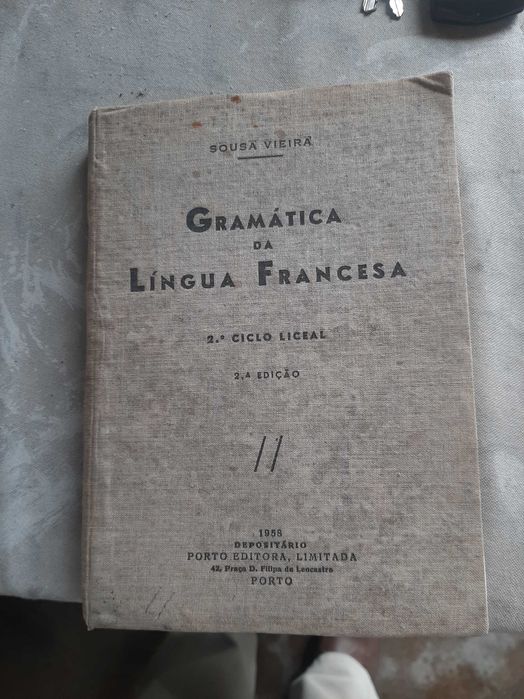 SOUSA VIEIRA
GRAMÁTICA
DA
LÍNGUA FRANCESA
2.º CICLO LICEAL
2.ª EDIÇÃO
1958
DEPOSITÁRIO
PORTO EDITORA, LIMITADA
42, Praça D. Filipa de Lencastre
PORTO